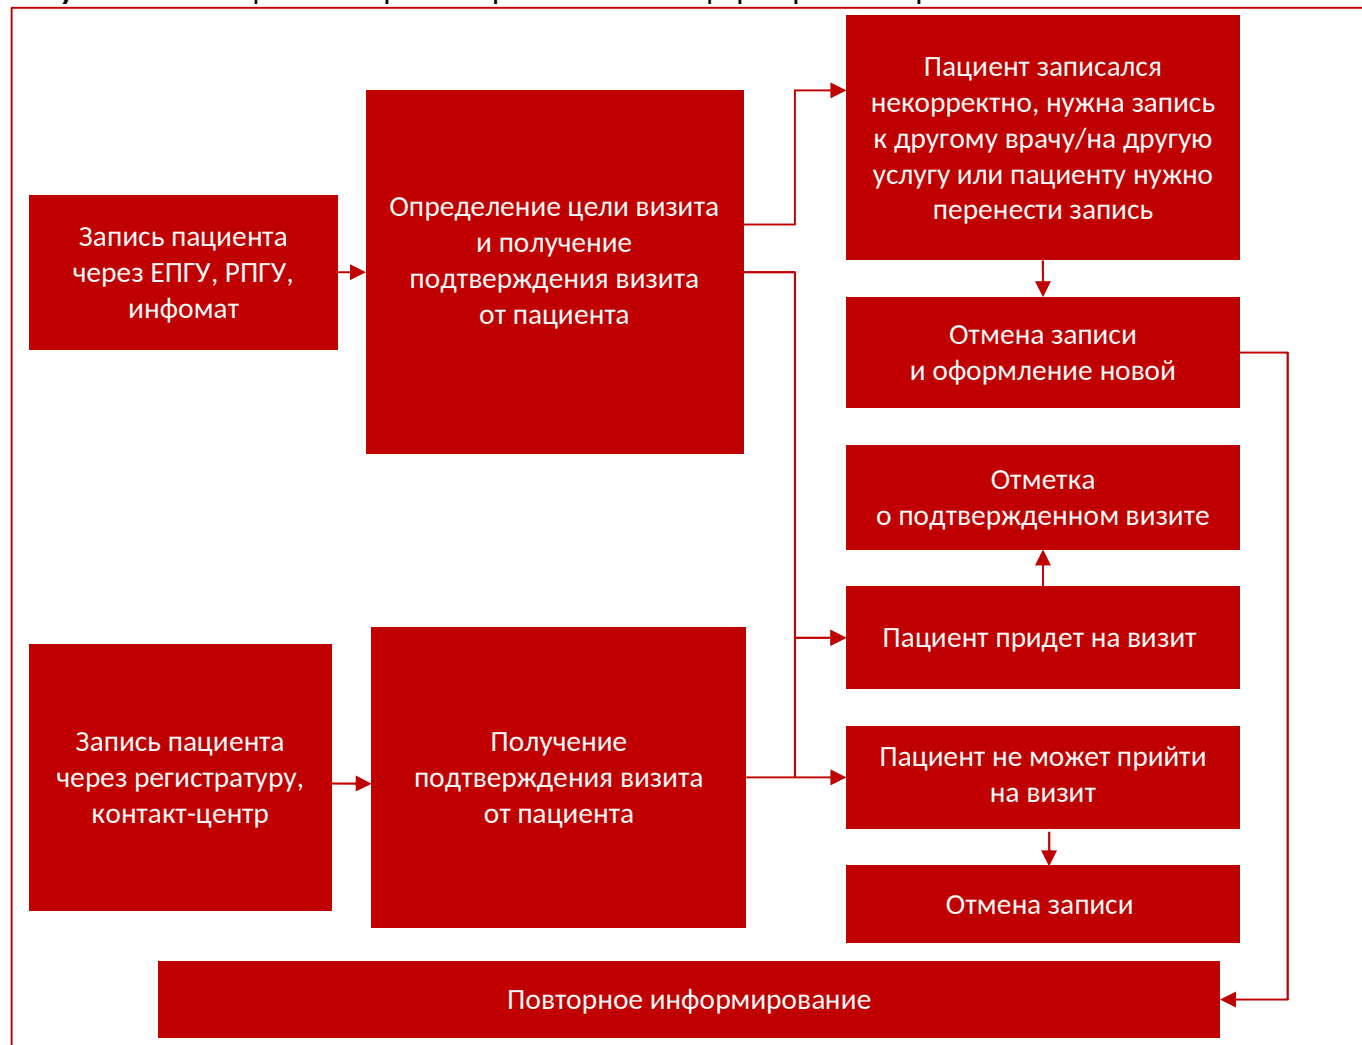 Запись пациента
через ЕПГУ, РПГУ,
инфомат
Определение цели визита
и получение
подтверждения визита
от пациента
Пациент записался
некорректно, нужна запись
к другому врачу/на другую
услугу или пациенту нужно
перенести запись
Отмена записи
и оформление новой
Отметка
о подтвержденном визите
Пациент придет на визит
Запись пациента
через регистратуру,
контакт-центр
Получение
подтверждения визита
от пациента
Пациент не может прийти
на визит
Отмена записи
Повторное информирование